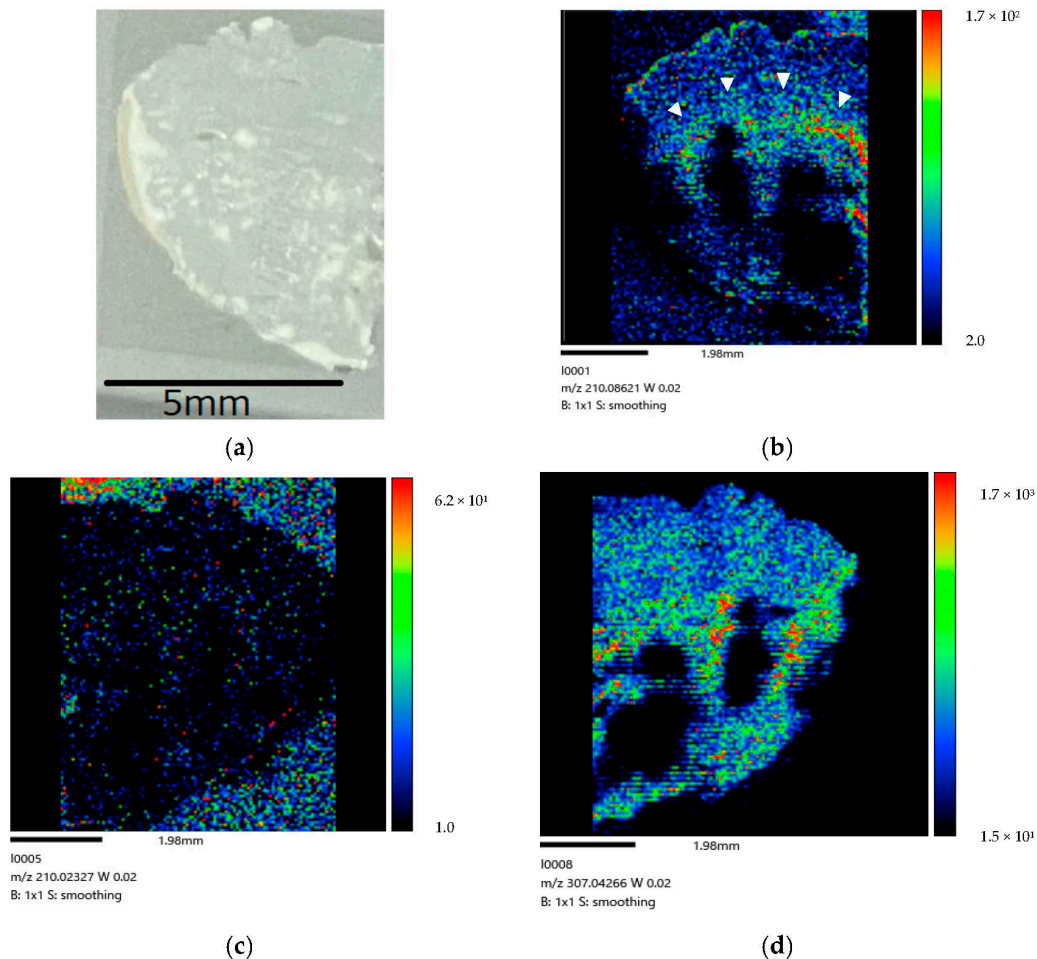 5mm
(a)
1.7 × 10²
2.0
1.98mm
I0001
m/z 210.08621 W 0.02
B: 1x1 S: smoothing
(b)
6.2 × 10¹
1.0
1.98mm
I0005
m/z 210.02327 W 0.02
B: 1x1 S: smoothing
(c)
1.7 × 10³
1.5 × 10¹
1.98mm
I0008
m/z 307.04266 W 0.02
B: 1x1 S: smoothing
(d)